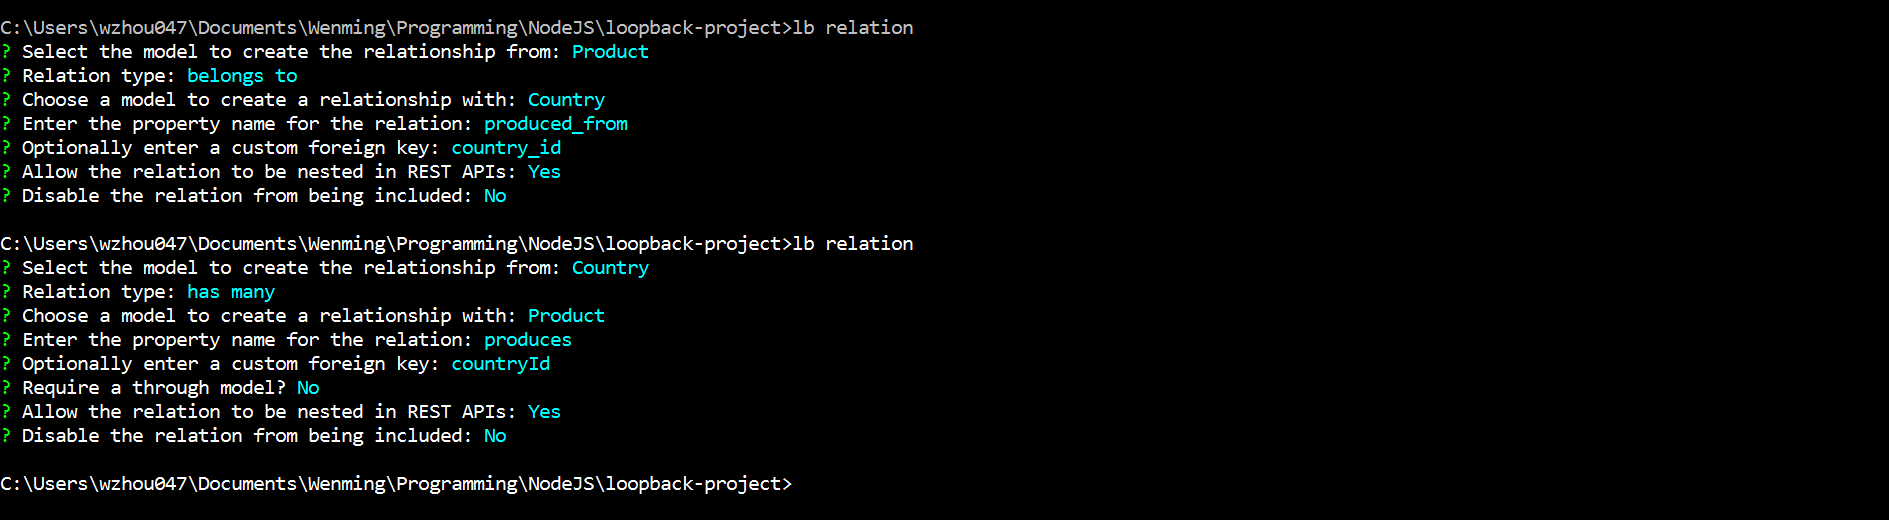 C:\Users\wzhou047\Documents\Wenming\Programming\NodeJS\loopback-project>lb relation
? Select the model to create the relationship from: Product
? Relation type: belongs to
? Choose a model to create a relationship with: Country
? Enter the property name for the relation: produced_from
? Optionally enter a custom foreign key: country_id
? Allow the relation to be nested in REST APIs: Yes
? Disable the relation from being included: No
C:\Users\wzhou047\Documents\Wenming\Programming\NodeJS\loopback-project>lb relation
? Select the model to create the relationship from: Country
? Relation type: has many
? Choose a model to create a relationship with: Product
? Enter the property name for the relation: produces
? Optionally enter a custom foreign key: countryId
? Require a through model? No
? Allow the relation to be nested in REST APIs: Yes
? Disable the relation from being included: No
C:\Users\wzhou047\Documents\Wenming\Programming\NodeJS\loopback-project>